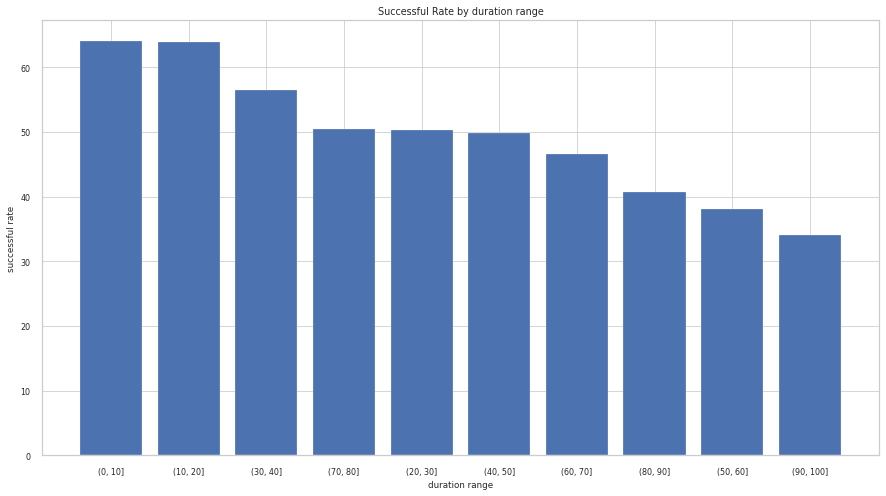 Successful Rate by duration range
successful rate
60
50
40
30
20
10
0
(0, 10] (10, 20] (30, 40] (70, 80] (20, 30] (40, 50] (60, 70] (80, 90] (50, 60] (90, 100]
duration range